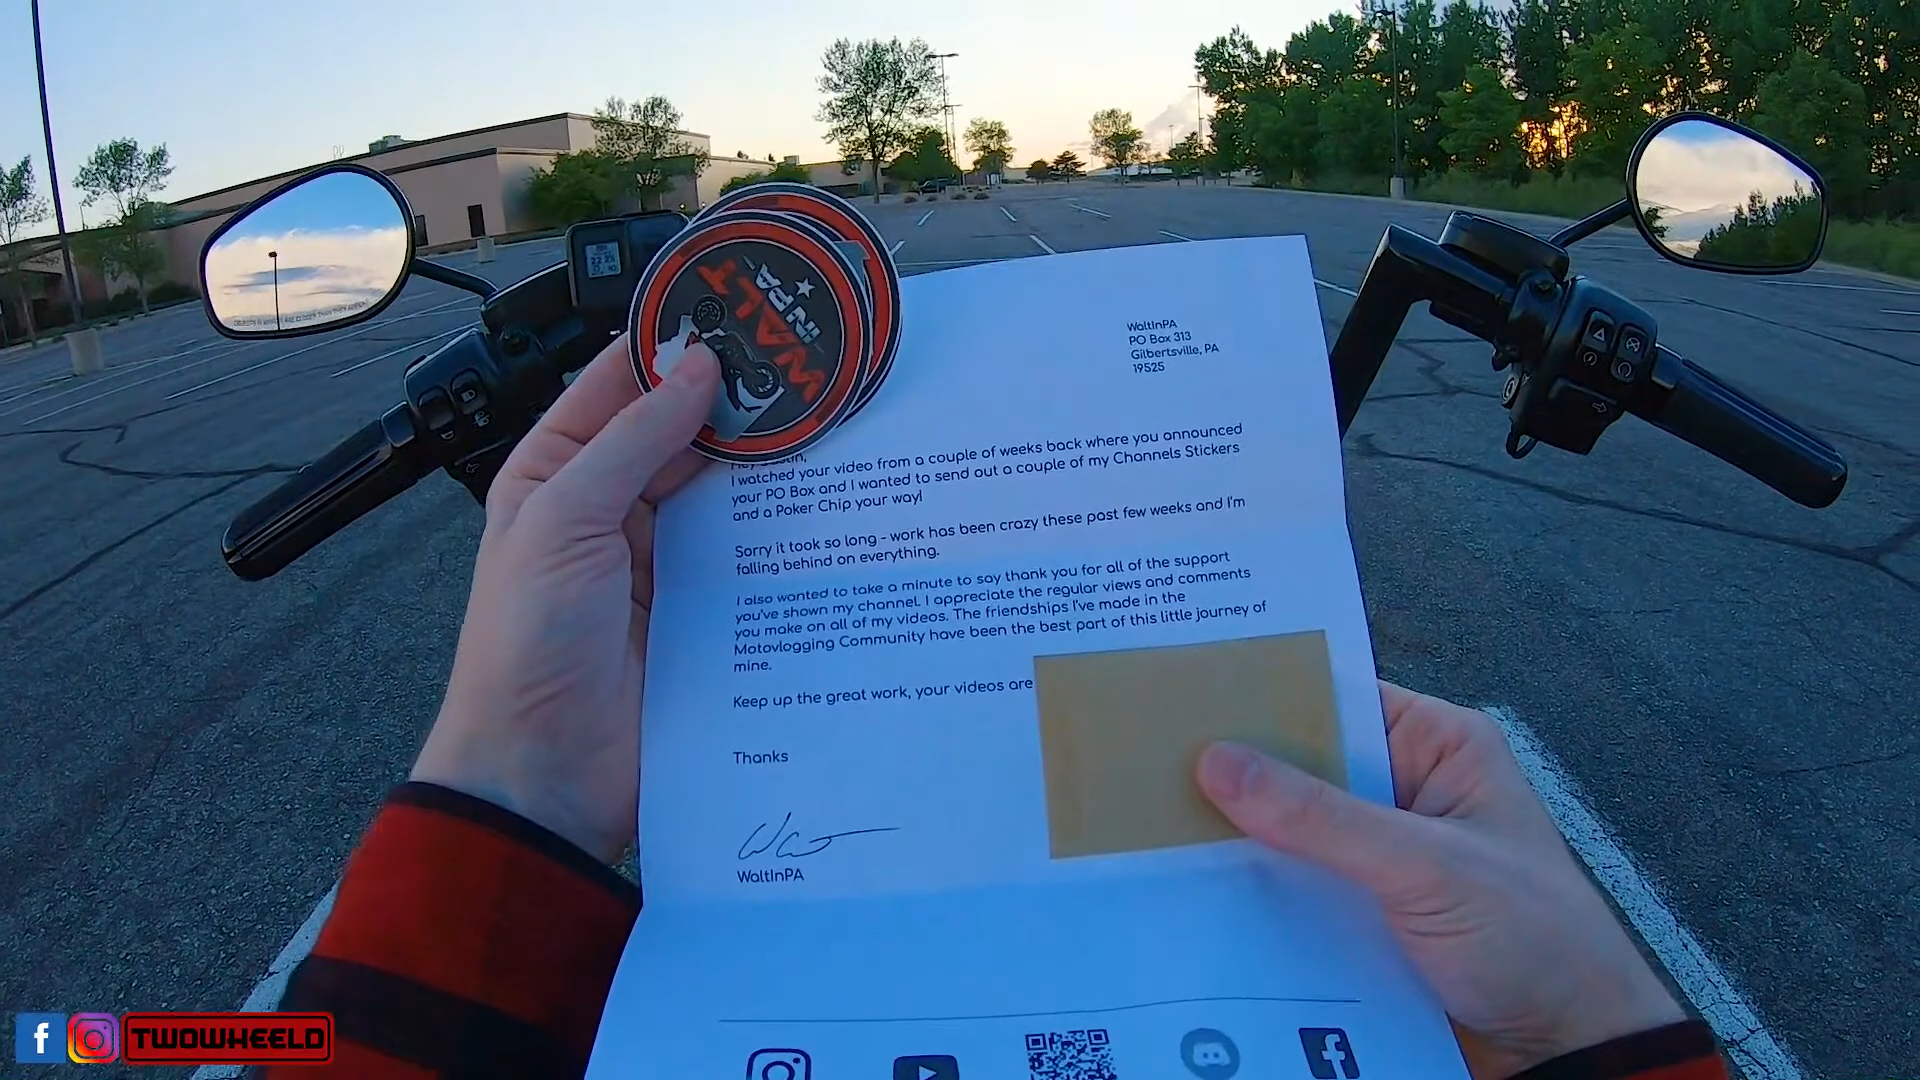 WALT
IN PA
WaltInPA
PO Box 313
Gilbertsville, PA
19525
I watched your video from a couple of weeks back where you announced
your PO Box and I wanted to send out a couple of my Channels Stickers
and a Poker Chip your way!
Sorry it took so long - work has been crazy these past few weeks and I'm
falling behind on everything.
I also wanted to take a minute to say thank you for all of the support
you've shown my channel. I appreciate the regular views and comments
you make on all of my videos. The friendships I've made in the
Motovlogging Community have been the best part of this little journey of
mine.
Keep up the great work, your videos are
Thanks
WaltInPA
TWOWHEELD